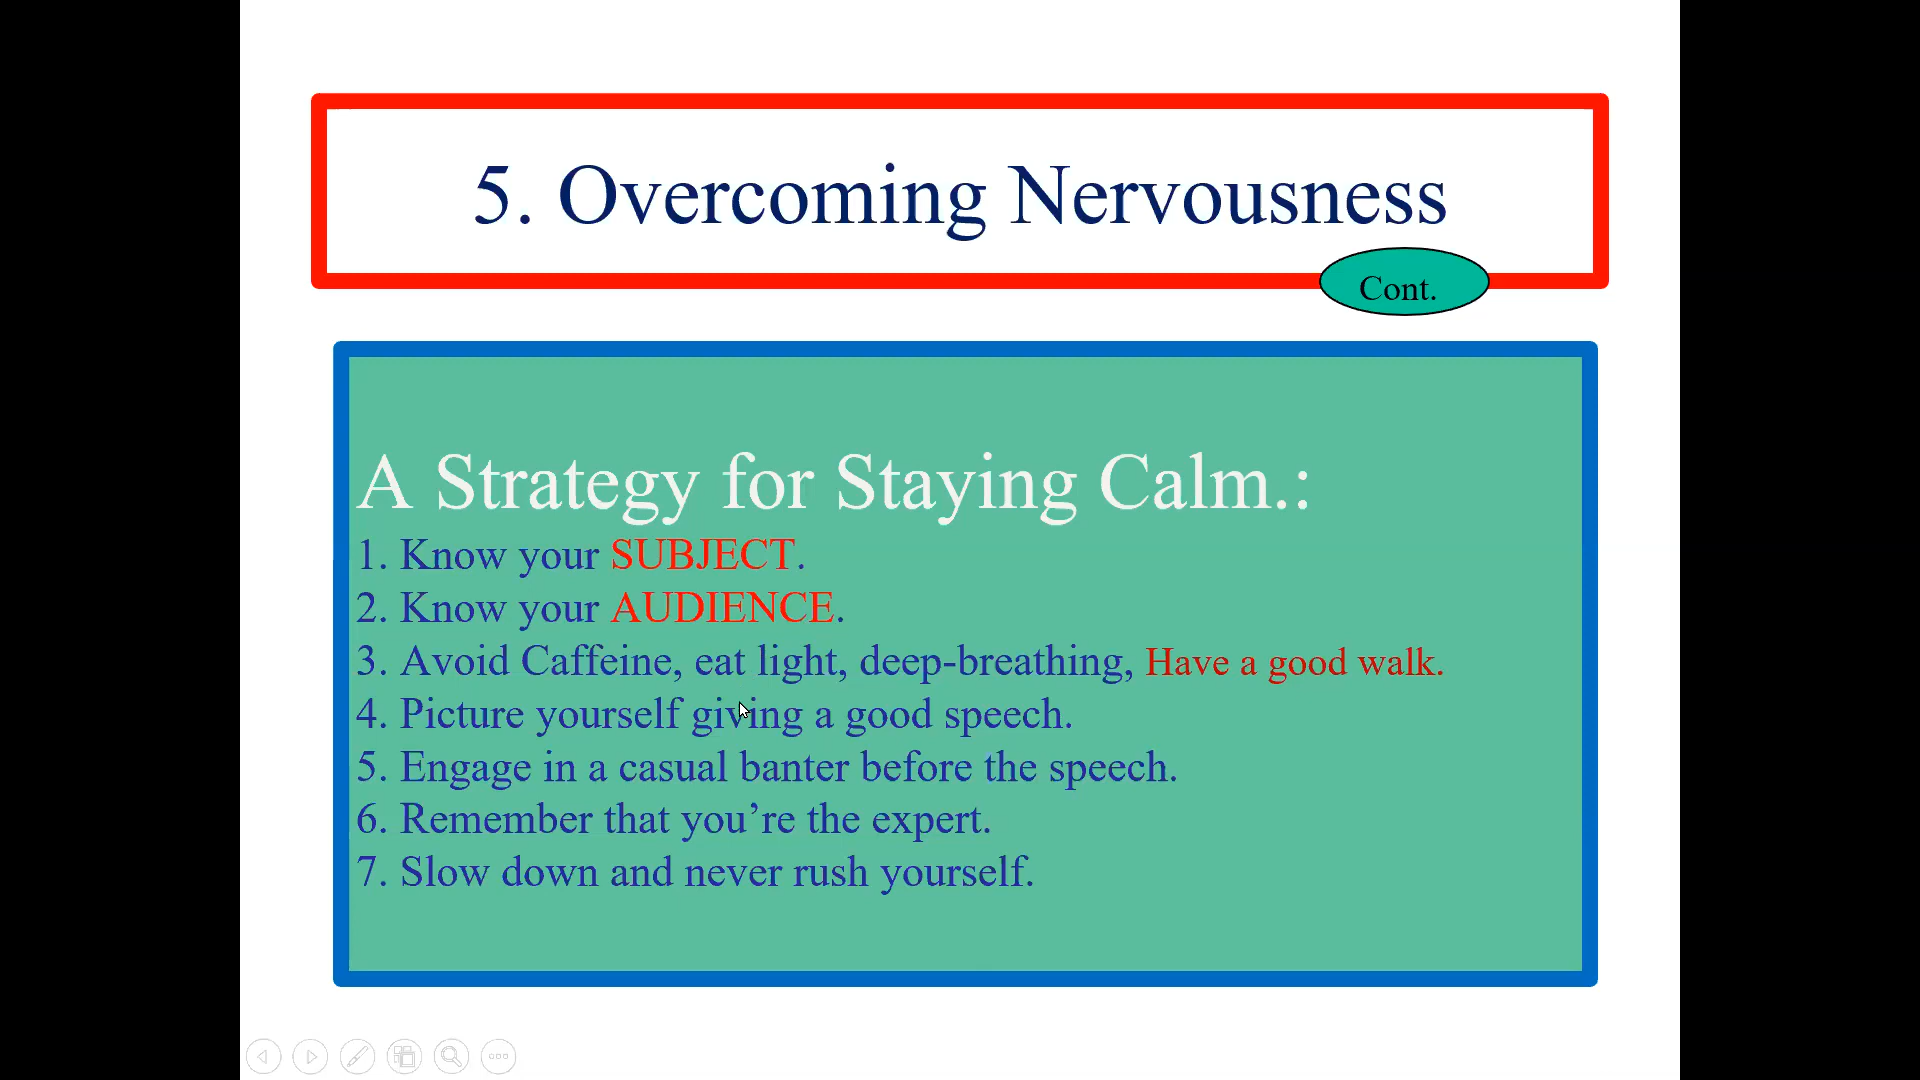 5. Overcoming Nervousness
Cont.
A Strategy for Staying Calm.:
1. Know your SUBJECT.
2. Know your AUDIENCE.
3. Avoid Caffeine, eat light, deep-breathing, Have a good walk.
4. Picture yourself giving a good speech.
5. Engage in a casual banter before the speech.
6. Remember that you’re the expert.
7. Slow down and never rush yourself.